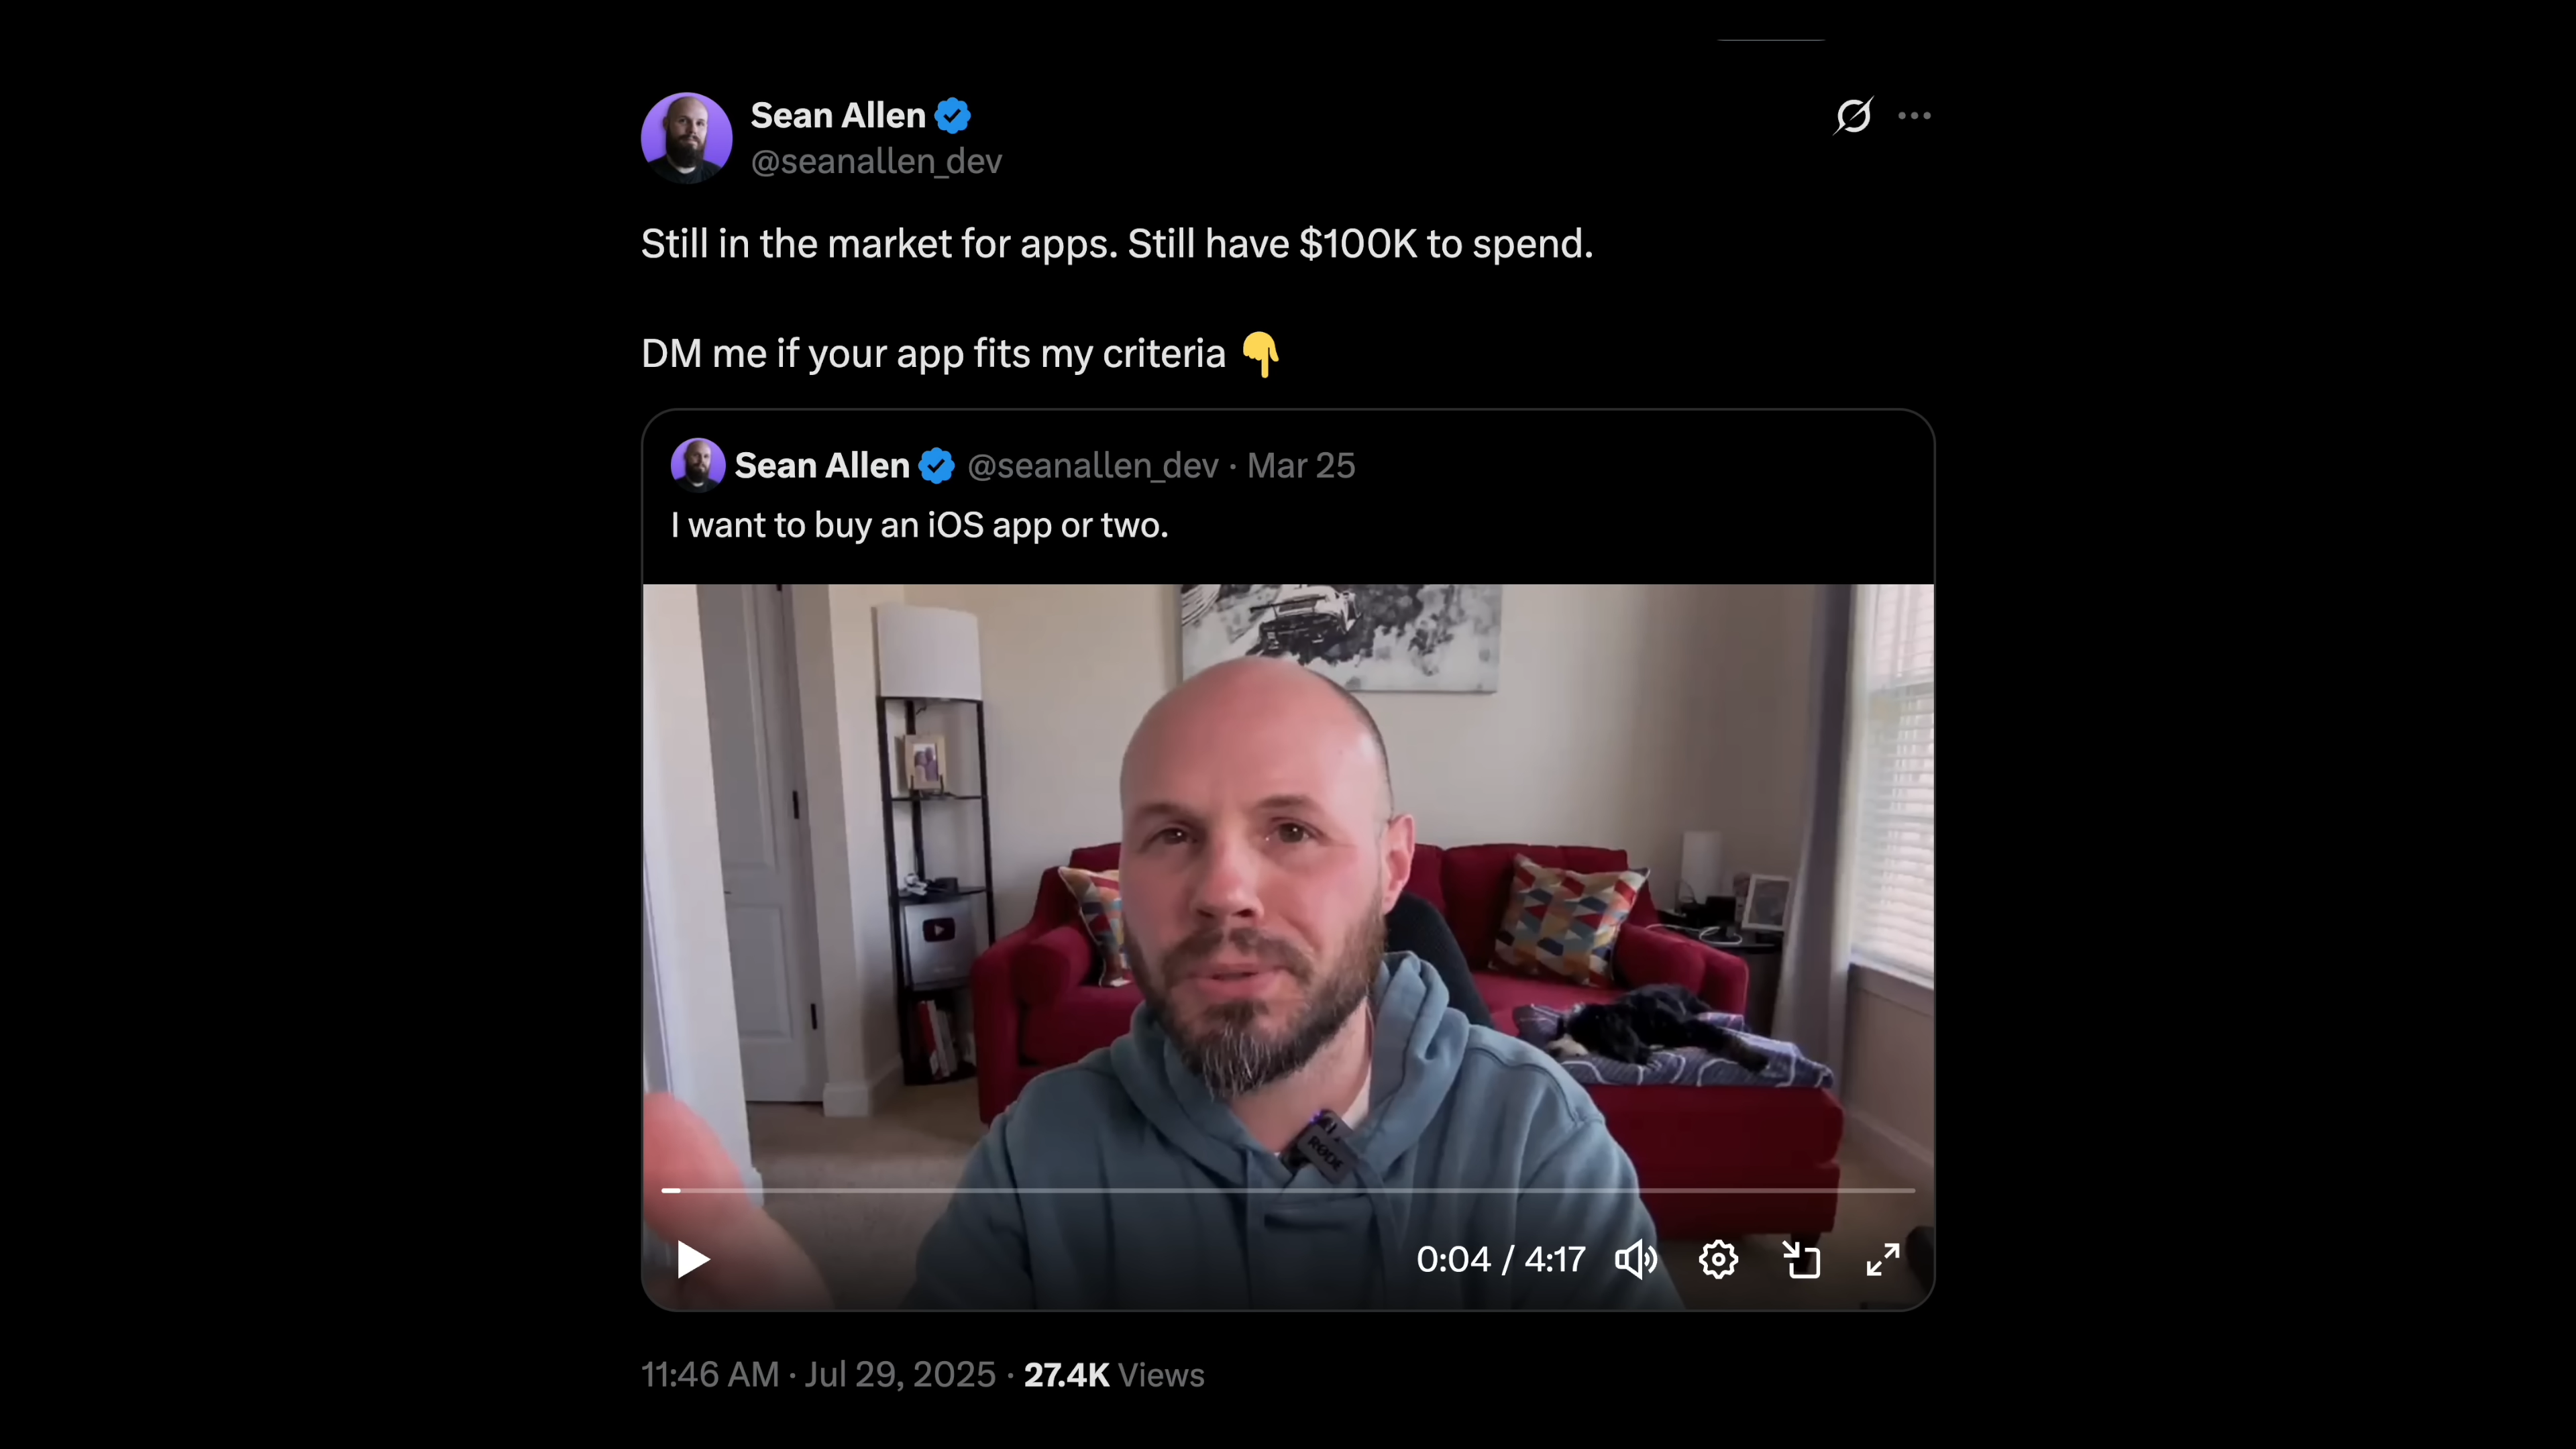 Sean Allen
@seanallen_dev
Still in the market for apps. Still have $100K to spend.
DM me if your app fits my criteria 👇
Sean Allen @seanallen_dev · Mar 25
I want to buy an iOS app or two.
RØDE
0:04 / 4:17
11:46 AM · Jul 29, 2025 · 27.4K Views